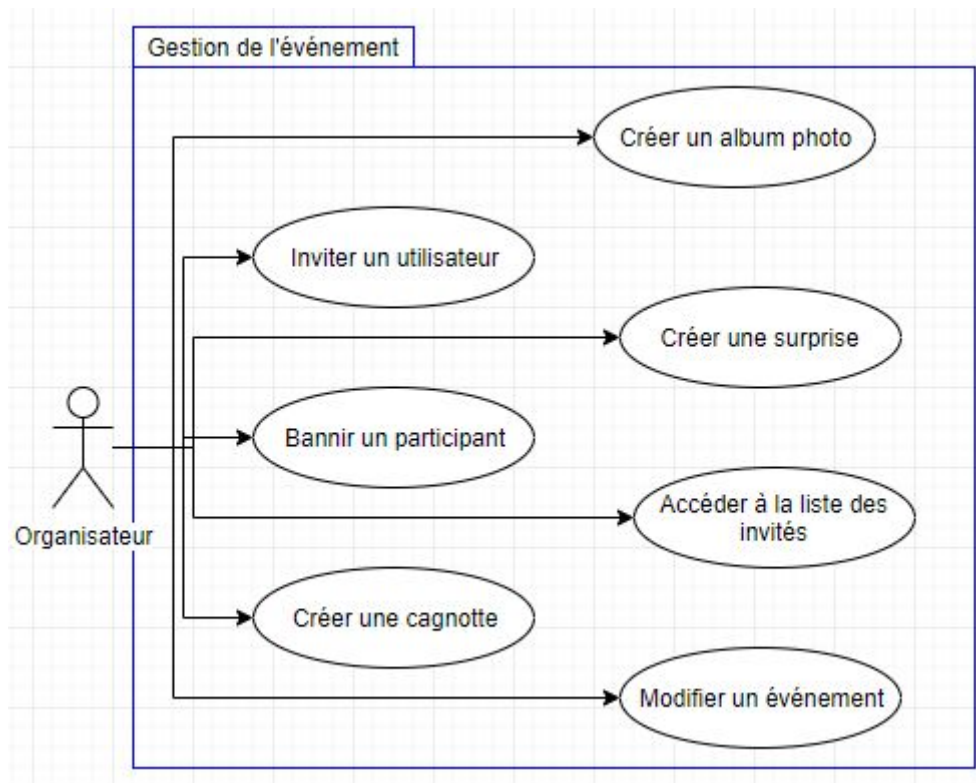 Gestion de l'événement
Créer un album photo
Inviter un utilisateur
Créer une surprise
Bannir un participant
Accéder à la liste des
invités
Organisateur
Créer une cagnotte
Modifier un événement